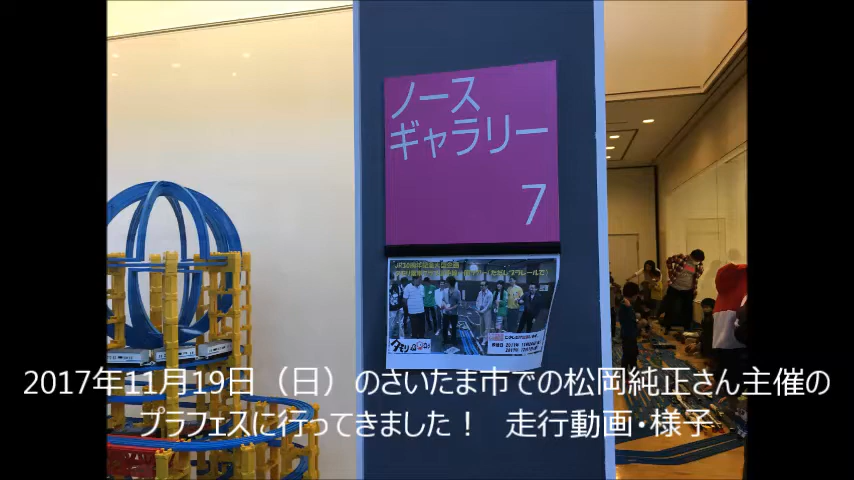 ノース
ギャラリー
7
タモリ
2017年11月19日（日）のさいたま市での松岡純正さん主催の
プラフェスに行ってきました！　走行動画・様子